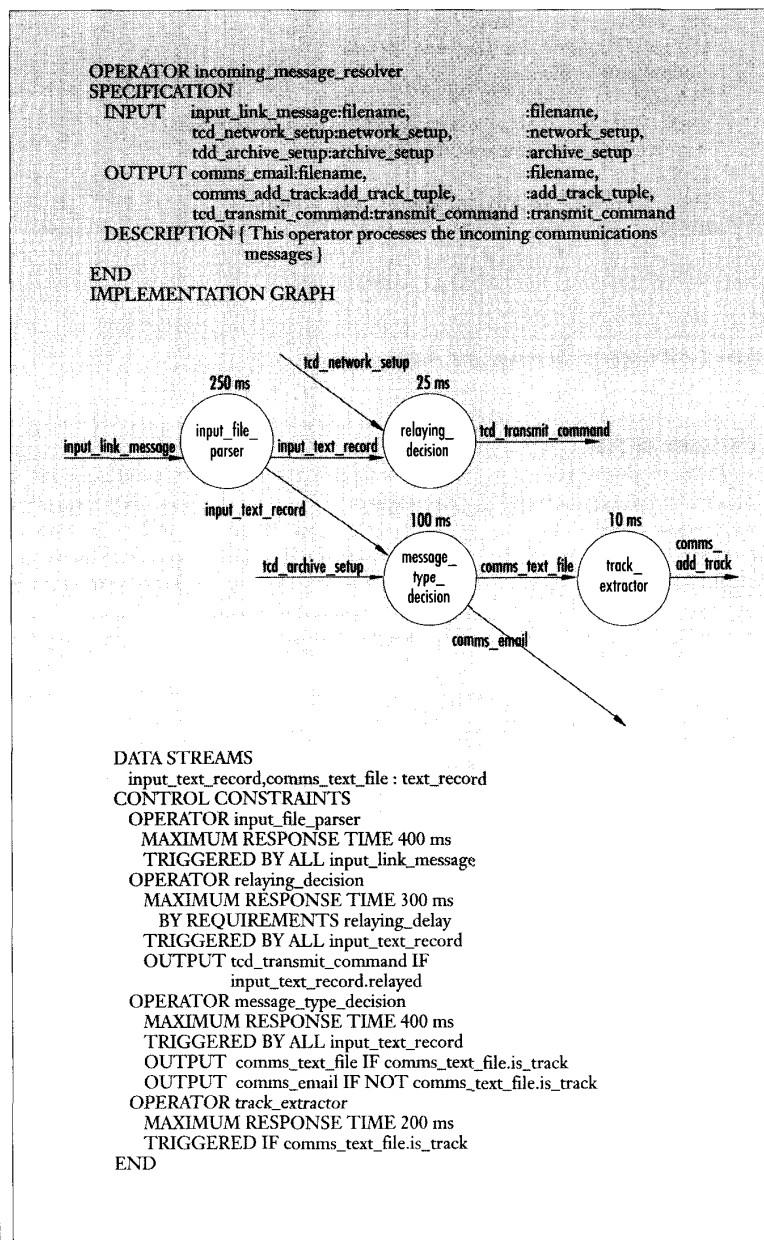 OPERATOR incoming_message_resolver
SPECIFICATION
INPUT input_link_message:filename, :filename,
tcd_network_setup:network_setup, :network_setup,
tdd_archive_setup:archive_setup :archive_setup
OUTPUT comms_email:filename, :filename,
comms_add_track:add_track_tuple, :add_track_tuple,
tcd_transmit_command:transmit_command :transmit_command
DESCRIPTION { This operator processes the incoming communications
messages }
END
IMPLEMENTATION GRAPH
tcd_network_setup
250 ms 25 ms
input_link_message
input_file_
parser
input_text_record
relaying_
decision
tcd_transmit_command
input_text_record
100 ms 10 ms
tcd_archive_setup
message_
type_
decision
comms_text_file
track_
extractor
comms_
add_track
comms_email
DATA STREAMS
input_text_record,comms_text_file : text_record
CONTROL CONSTRAINTS
OPERATOR input_file_parser
MAXIMUM RESPONSE TIME 400 ms
TRIGGERED BY ALL input_link_message
OPERATOR relaying_decision
MAXIMUM RESPONSE TIME 300 ms
BY REQUIREMENTS relaying_delay
TRIGGERED BY ALL input_text_record
OUTPUT tcd_transmit_command IF
input_text_record.relayed
OPERATOR message_type_decision
MAXIMUM RESPONSE TIME 400 ms
TRIGGERED BY ALL input_text_record
OUTPUT comms_text_file IF comms_text_file.is_track
OUTPUT comms_email IF NOT comms_text_file.is_track
OPERATOR track_extractor
MAXIMUM RESPONSE TIME 200 ms
TRIGGERED IF comms_text_file.is_track
END